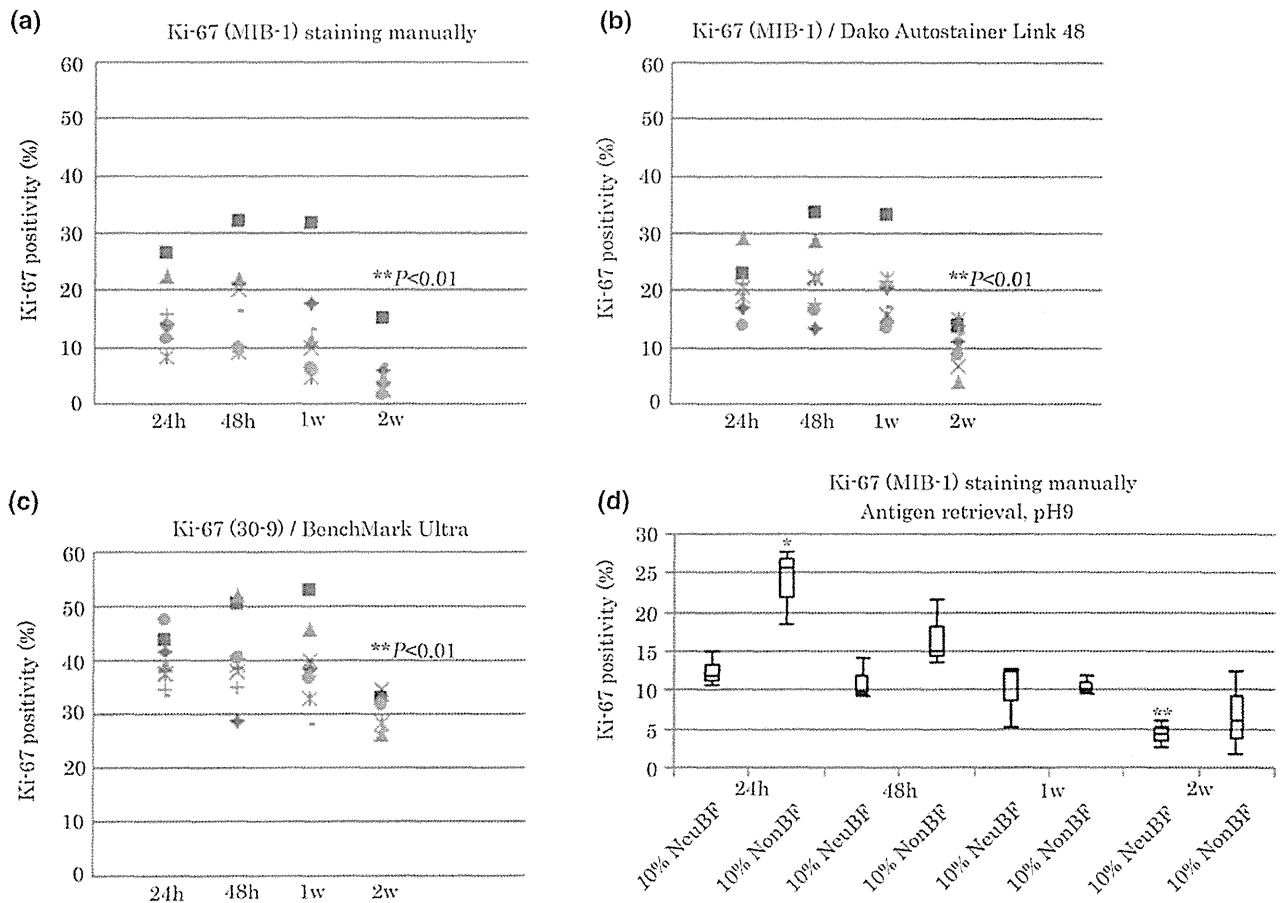 (a)
Ki-67 (MIB-1) staining manually
Ki-67 positivity (%)
60
50
40
30
20
10
0
**P<0.01
24h 48h 1w 2w
(b)
Ki-67 (MIB-1) / Dako Autostainer Link 48
Ki-67 positivity (%)
60
50
40
30
20
10
0
**P<0.01
24h 48h 1w 2w
(c)
Ki-67 (30-9) / BenchMark Ultra
Ki-67 positivity (%)
60
50
40
30
20
10
0
**P<0.01
24h 48h 1w 2w
(d)
Ki-67 (MIB-1) staining manually
Antigen retrieval, pH9
Ki-67 positivity (%)
30
25
20
15
10
5
0
*
**
24h 48h 1w 2w
10% NeuBF 10% NonBF 10% NeuBF 10% NonBF 10% NeuBF 10% NonBF 10% NeuBF 10% NonBF